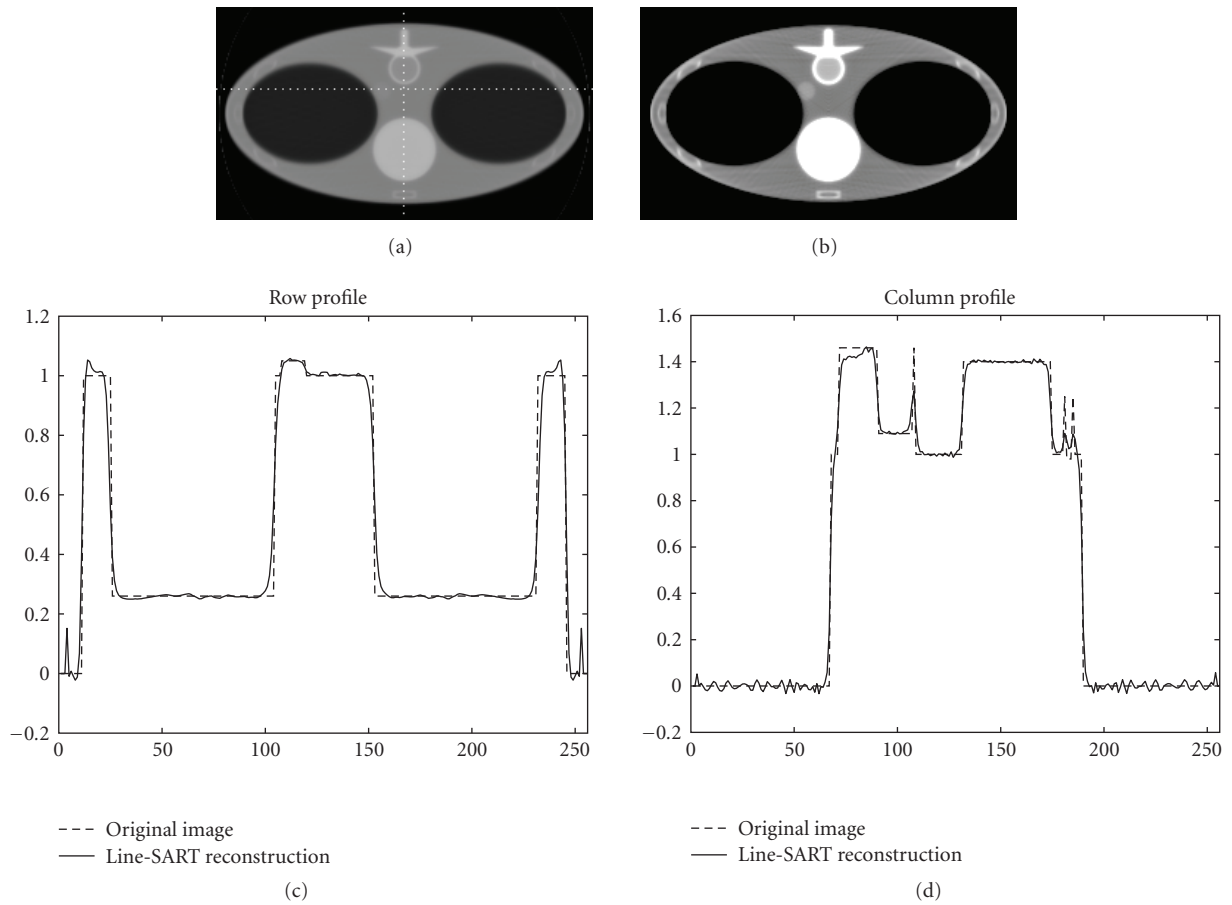 (a)
(b)
Row profile
1.2
1
0.8
0.6
0.4
0.2
0
−0.2
0 50 100 150 200 250
Original image
Line-SART reconstruction
(c)
Column profile
1.6
1.4
1.2
1
0.8
0.6
0.4
0.2
0
−0.2
0 50 100 150 200 250
Original image
Line-SART reconstruction
(d)